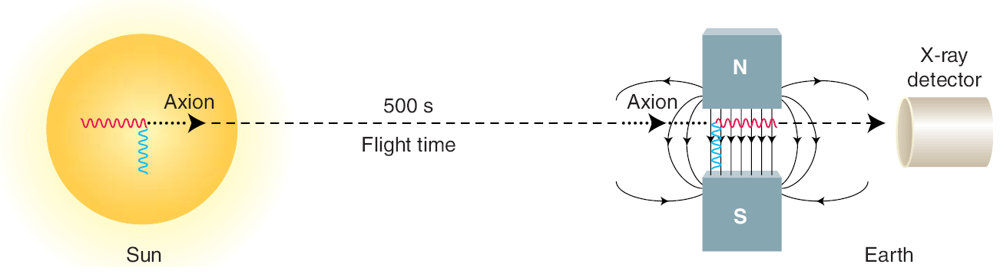 Axion
Sun
500 s
Flight time
Axion
N
S
X-ray
detector
Earth